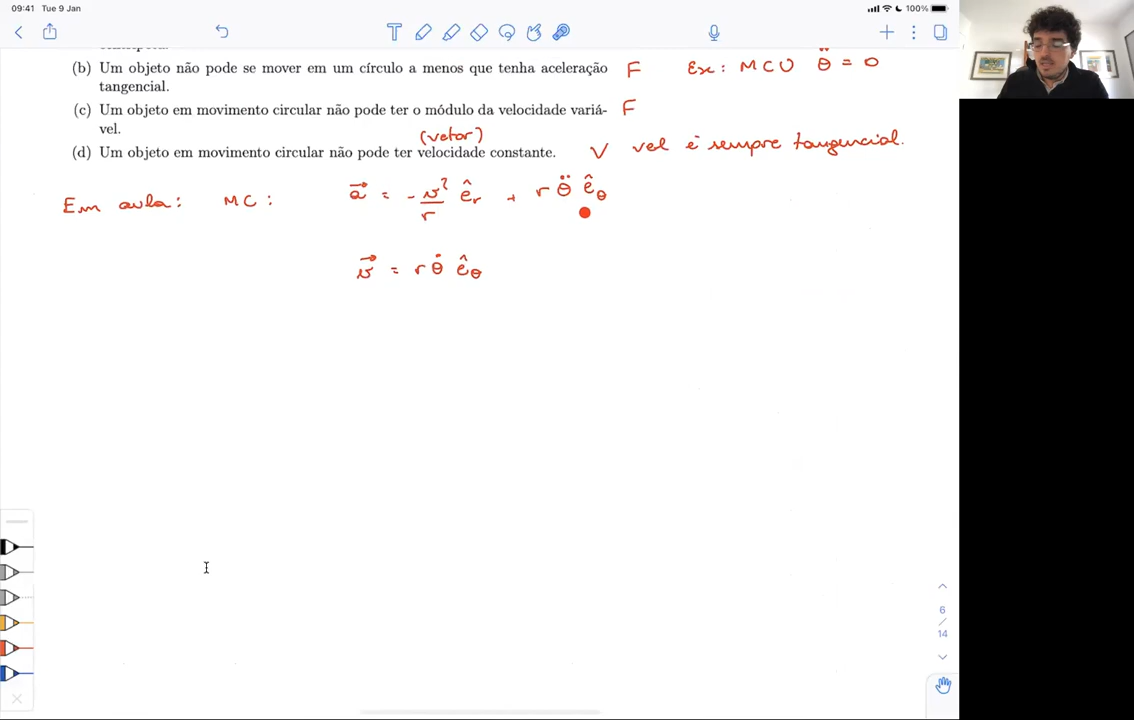 09:41 Tue 9 Jan 100%
(b) Um objeto não pode se mover em um círculo a menos que tenha aceleração F Ex: MCU θ̈ = 0
tangencial.
(c) Um objeto em movimento circular não pode ter o módulo da velocidade variá- F
vel.
(vetor)
(d) Um objeto em movimento circular não pode ter velocidade constante. V vel é sempre tangencial.
Em aula: MC: a⃗ = - v²/r ê_r + r θ̈ ê_θ
v⃗ = r θ̇ ê_θ
6
/
14